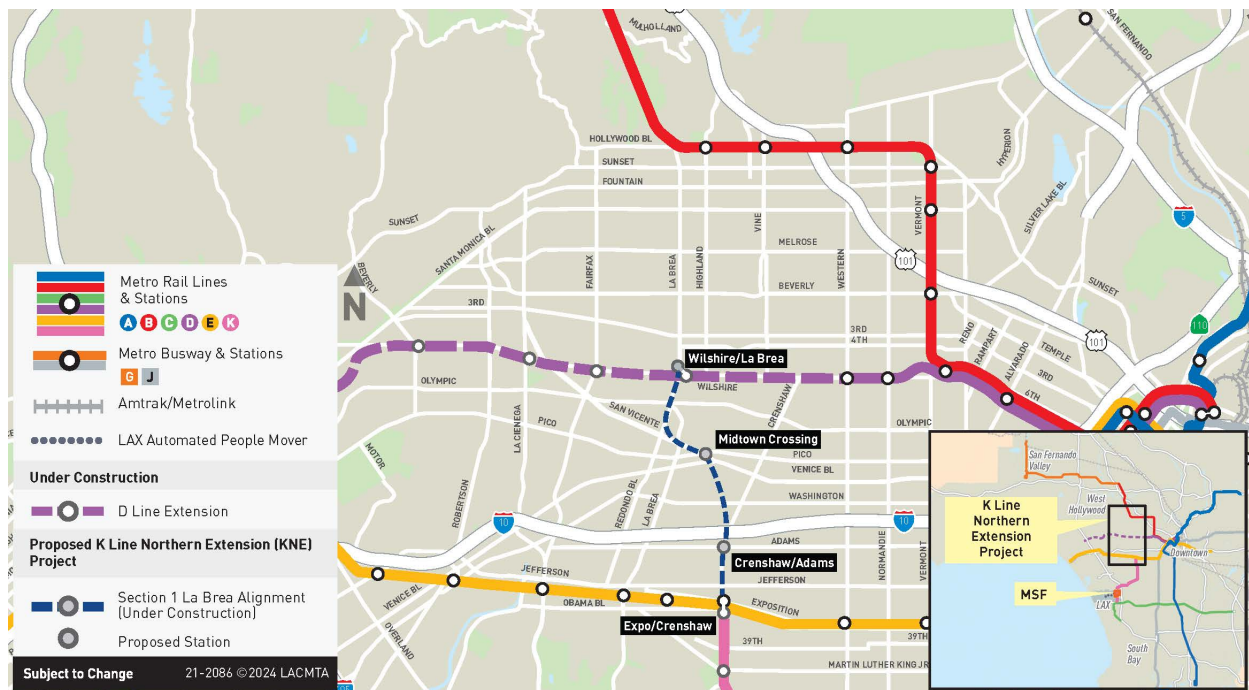 MULHOLLAND
SAN FERNANDO
HOLLYWOOD BL
SUNSET
FOUNTAIN
HYPERION
SILVER LAKE BL
5
SUNSET
SANTA MONICA BL
BEVERLY
FAIRFAX
LA BREA
HIGHLAND
VINE
MELROSE
WESTERN
VERMONT
101
BEVERLY
SUNSET
N
3RD
3RD
4TH
RENO
RAMPART
ALVARADO
TEMPLE
3RD
6TH
101
110
Wilshire/La Brea
WILSHIRE
OLYMPIC
SAN VICENTE
CRENSHAW
OLYMPIC
PICO
LA CIENEGA
Midtown Crossing
PICO
VENICE BL
MOTOR
WASHINGTON
ROBERTSON
REDONDO BL
LA BREA
10
10
ADAMS
NORMANDIE
VERMONT
Crenshaw/Adams
JEFFERSON
JEFFERSON
VENICE BL
OBAMA BL
EXPOSITION
OVERLAND
Expo/Crenshaw
39TH
39TH
MARTIN LUTHER KING JR
Metro Rail Lines
& Stations
A B C D E K
Metro Busway & Stations
G J
Amtrak/Metrolink
LAX Automated People Mover
Under Construction
D Line Extension
Proposed K Line Northern Extension (KNE)
Project
Section 1 La Brea Alignment
(Under Construction)
Proposed Station
Subject to Change 21-2086 ©2024 LACMTA
San Fernando
Valley
West
Hollywood
K Line
Northern
Extension
Project
Downtown
MSF
LAX
South
Bay